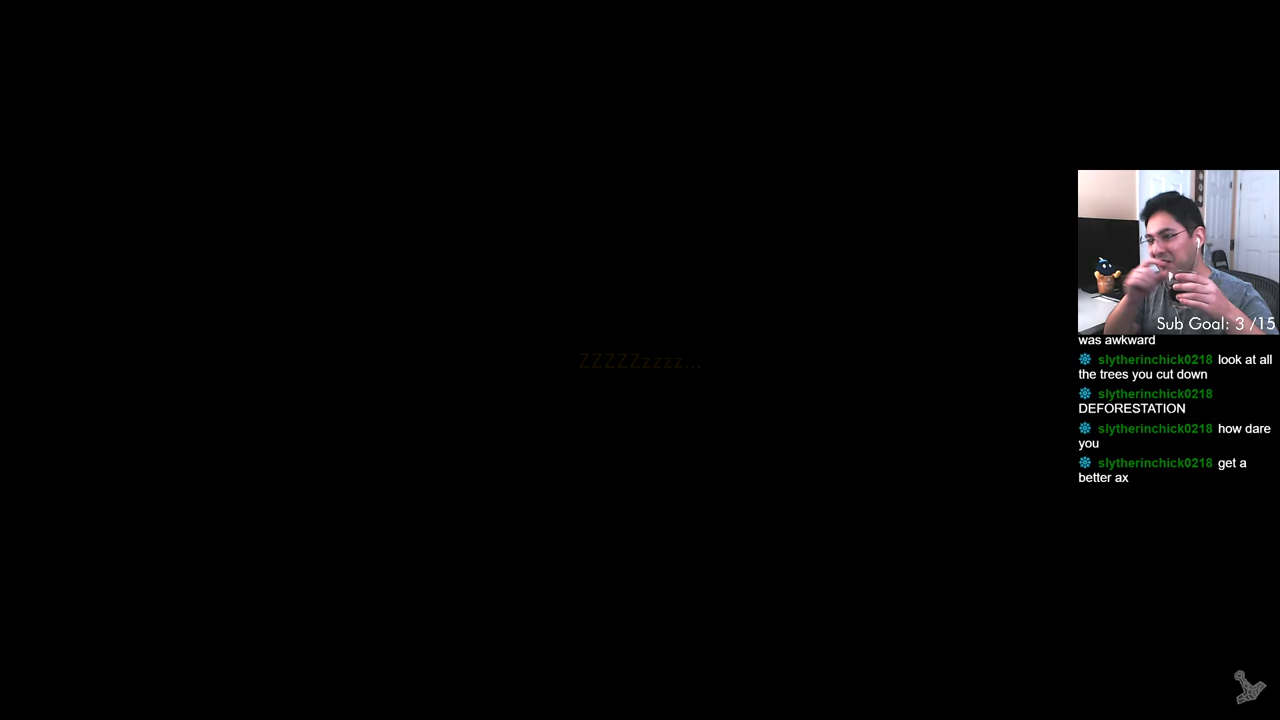 ZZZZZzzzz...
Sub Goal: 3 /15
was awkward
slytherinchick0218 look at all
the trees you cut down
slytherinchick0218
DEFORESTATION
slytherinchick0218 how dare
you
slytherinchick0218 get a
better ax